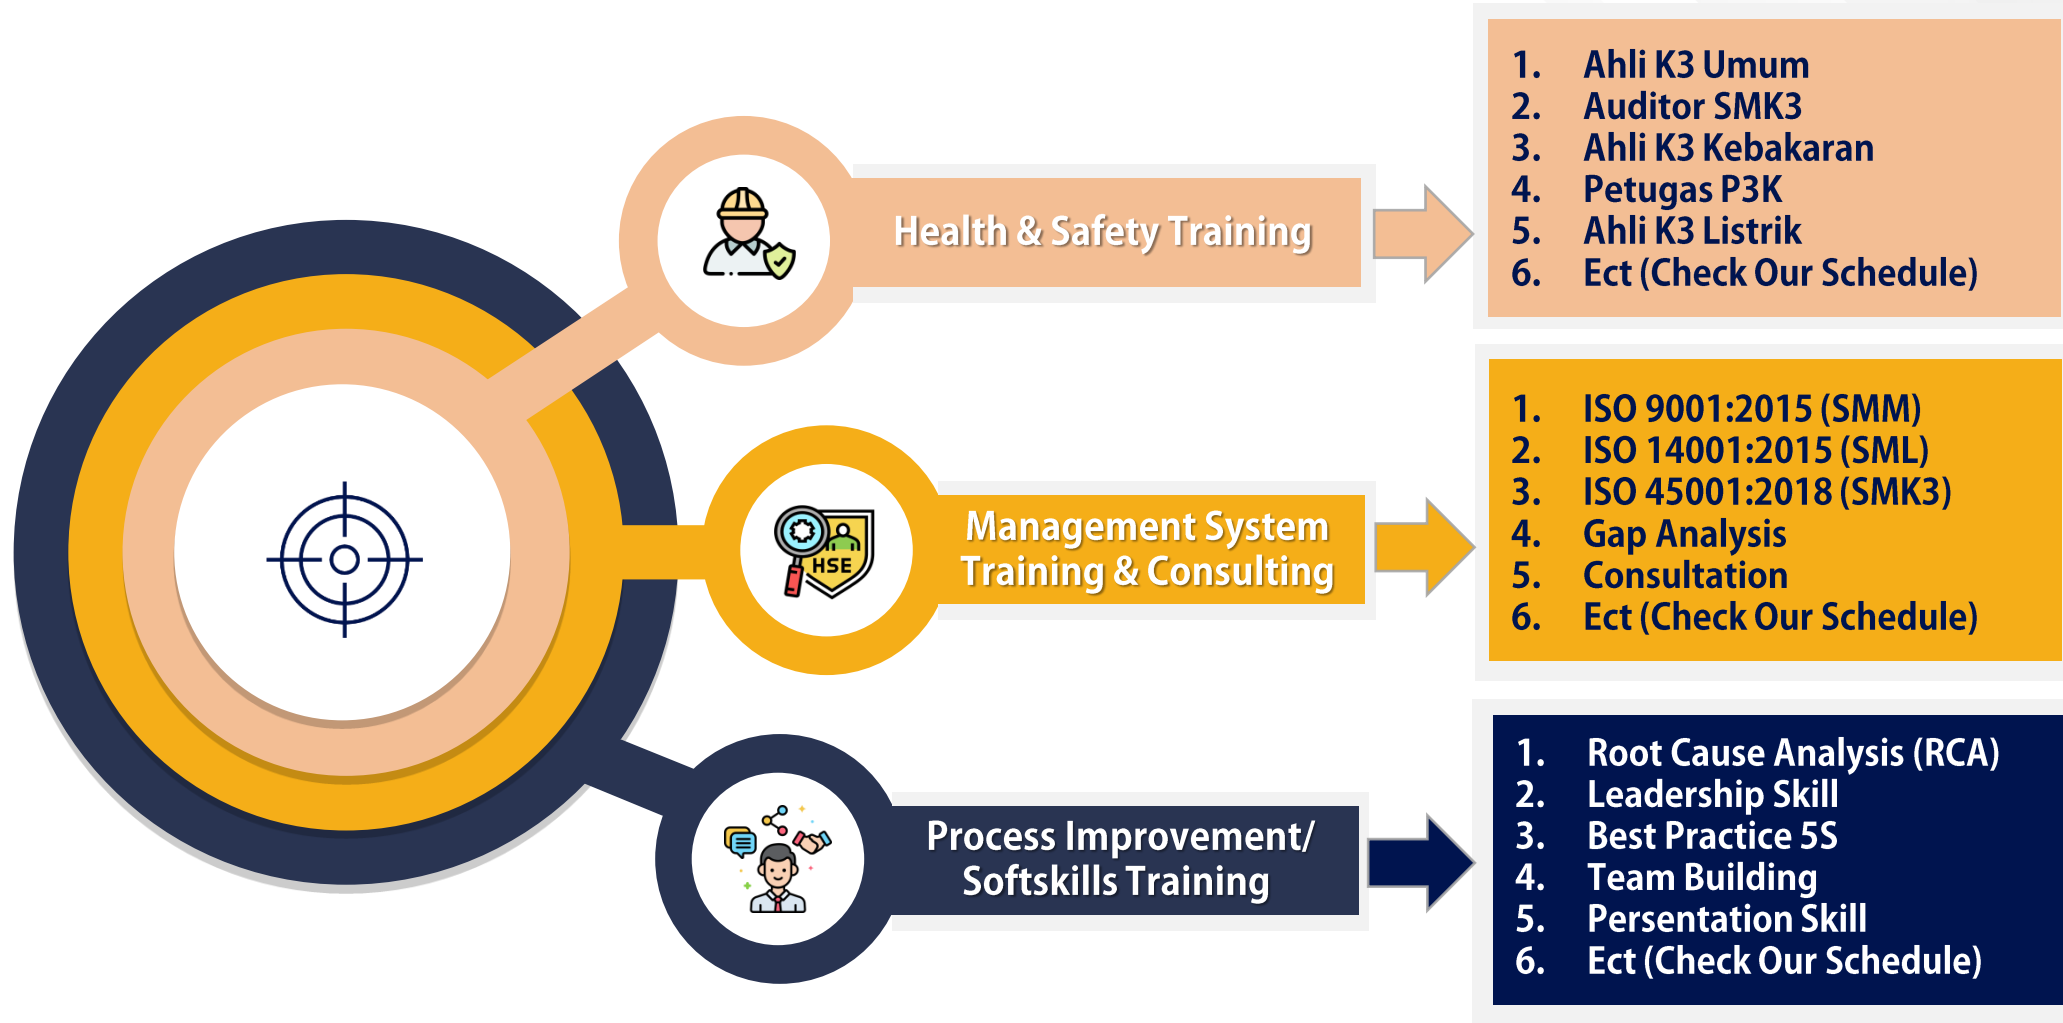 Health & Safety Training
1. Ahli K3 Umum
2. Auditor SMK3
3. Ahli K3 Kebakaran
4. Petugas P3K
5. Ahli K3 Listrik
6. Ect (Check Our Schedule)
HSE
Management System
Training & Consulting
1. ISO 9001:2015 (SMM)
2. ISO 14001:2015 (SML)
3. ISO 45001:2018 (SMK3)
4. Gap Analysis
5. Consultation
6. Ect (Check Our Schedule)
Process Improvement/
Softskills Training
1. Root Cause Analysis (RCA)
2. Leadership Skill
3. Best Practice 5S
4. Team Building
5. Persentation Skill
6. Ect (Check Our Schedule)